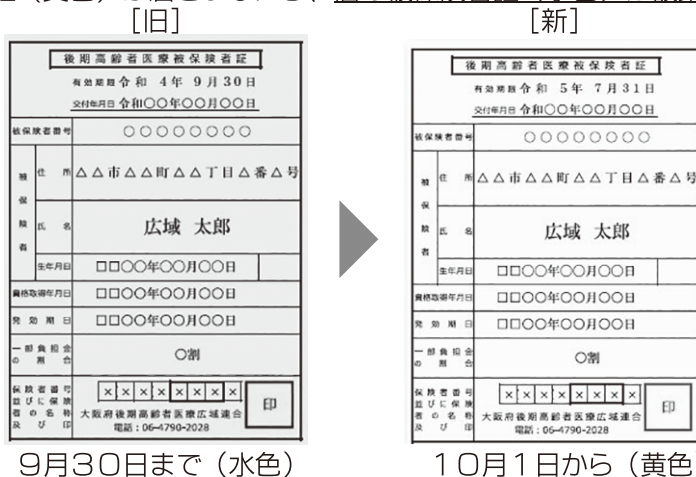 [旧]
後期高齢者医療被保険者証
有効期限 令和 4年 9月30日
交付年月日 令和〇〇年〇〇月〇〇日
被保険者番号 〇〇〇〇〇〇〇〇
被保険者
住所 △△市△△町△△丁目△番△号
氏名 広域 太郎
生年月日 □□〇〇年〇〇月〇〇日
資格取得年月日 □□〇〇年〇〇月〇〇日
発効期日 □□〇〇年〇〇月〇〇日
一部負担金の割合 〇割
保険者番号並びに保険者の名称及び印
××××××××
大阪府後期高齢者医療広域連合
電話：06-4790-2028
印
9月30日まで（水色）
[新]
後期高齢者医療被保険者証
有効期限 令和 5年 7月31日
交付年月日 令和〇〇年〇〇月〇〇日
被保険者番号 〇〇〇〇〇〇〇〇
被保険者
住所 △△市△△町△△丁目△番△号
氏名 広域 太郎
生年月日 □□〇〇年〇〇月〇〇日
資格取得年月日 □□〇〇年〇〇月〇〇日
発効期日 □□〇〇年〇〇月〇〇日
一部負担金の割合 〇割
保険者番号並びに保険者の名称及び印
××××××××
大阪府後期高齢者医療広域連合
電話：06-4790-2028
印
10月1日から（黄色